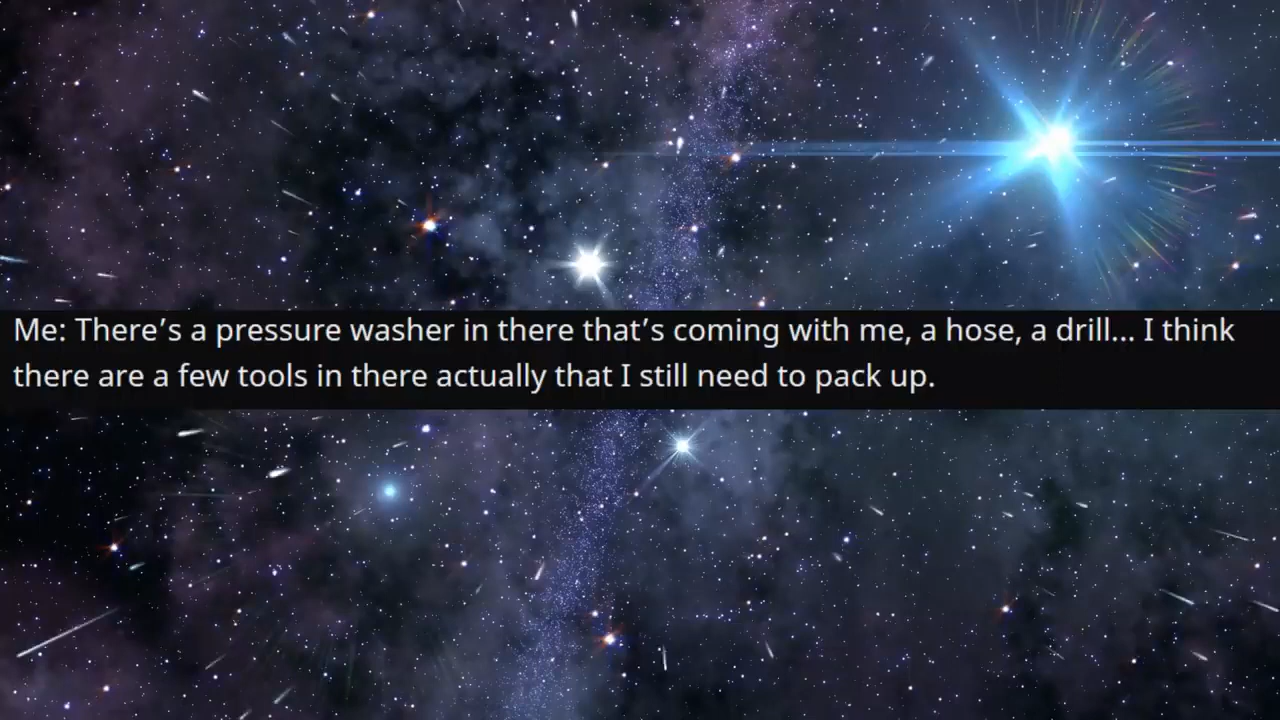 Me: There’s a pressure washer in there that’s coming with me, a hose, a drill... I think
there are a few tools in there actually that I still need to pack up.